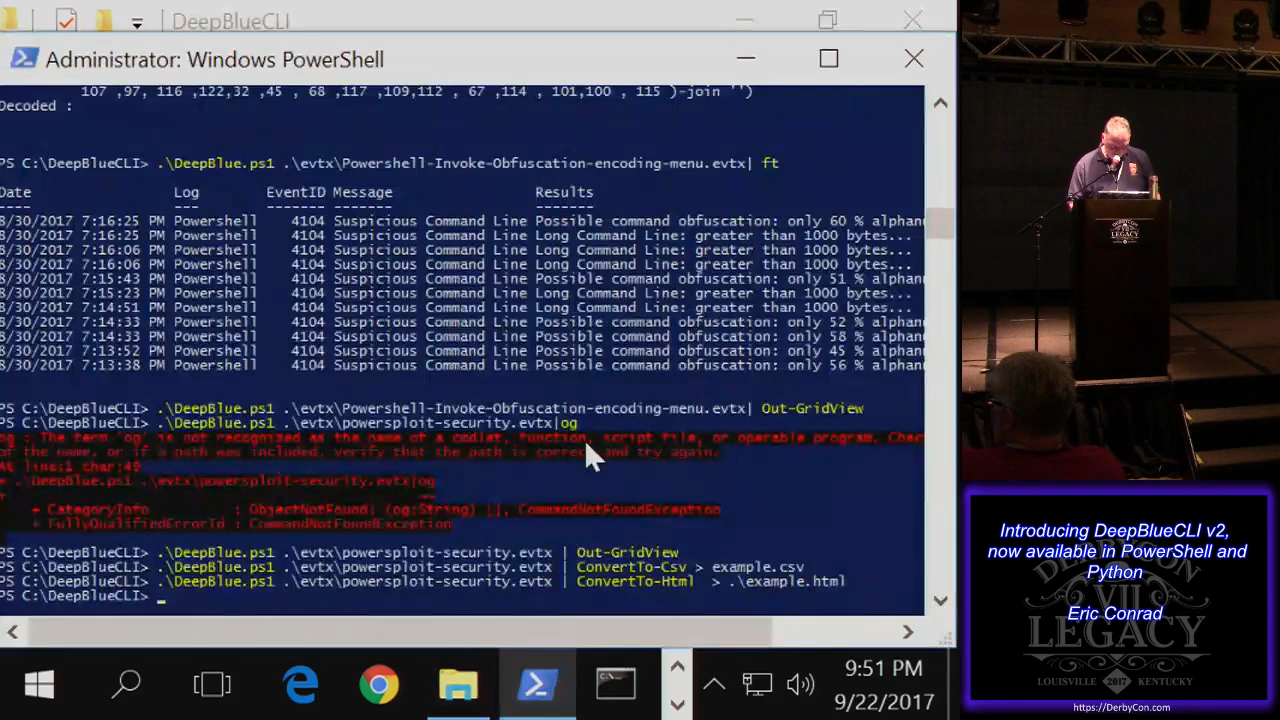 DeepBlueCLI
Administrator: Windows PowerShell
107 ,97, 116 ,122,32 ,45 , 68 ,117 ,109,112 , 67 ,114 , 101,100 , 115 )-join '')
Decoded :
PS C:\DeepBlueCLI> .\DeepBlue.ps1 .\evtx\Powershell-Invoke-Obfuscation-encoding-menu.evtx| ft
Date Log EventID Message Results
---- --- ------- ------- -------
8/30/2017 7:16:25 PM Powershell 4104 Suspicious Command Line Possible command obfuscation: only 60 % alphan
8/30/2017 7:16:25 PM Powershell 4104 Suspicious Command Line Long Command Line: greater than 1000 bytes...
8/30/2017 7:16:06 PM Powershell 4104 Suspicious Command Line Long Command Line: greater than 1000 bytes...
8/30/2017 7:16:06 PM Powershell 4104 Suspicious Command Line Long Command Line: greater than 1000 bytes...
8/30/2017 7:15:43 PM Powershell 4104 Suspicious Command Line Possible command obfuscation: only 51 % alphan
8/30/2017 7:15:23 PM Powershell 4104 Suspicious Command Line Long Command Line: greater than 1000 bytes...
8/30/2017 7:14:51 PM Powershell 4104 Suspicious Command Line Long Command Line: greater than 1000 bytes...
8/30/2017 7:14:33 PM Powershell 4104 Suspicious Command Line Possible command obfuscation: only 52 % alphan
8/30/2017 7:14:33 PM Powershell 4104 Suspicious Command Line Possible command obfuscation: only 58 % alphan
8/30/2017 7:13:52 PM Powershell 4104 Suspicious Command Line Possible command obfuscation: only 45 % alphan
8/30/2017 7:13:38 PM Powershell 4104 Suspicious Command Line Possible command obfuscation: only 56 % alphan
PS C:\DeepBlueCLI> .\DeepBlue.ps1 .\evtx\Powershell-Invoke-Obfuscation-encoding-menu.evtx| Out-GridView
PS C:\DeepBlueCLI> .\DeepBlue.ps1 .\evtx\powersploit-security.evtx|og
og : The term 'og' is not recognized as the name of a cmdlet, function, script file, or operable program. Chec
of the name, or if a path was included, verify that the path is correct and try again.
At line:1 char:49
+ .\DeepBlue.ps1 .\evtx\powersploit-security.evtx|og
+ CategoryInfo : ObjectNotFound: (og:String) [], CommandNotFoundException
+ FullyQualifiedErrorId : CommandNotFoundException
PS C:\DeepBlueCLI> .\DeepBlue.ps1 .\evtx\powersploit-security.evtx | Out-GridView
PS C:\DeepBlueCLI> .\DeepBlue.ps1 .\evtx\powersploit-security.evtx | ConvertTo-Csv > example.csv
PS C:\DeepBlueCLI> .\DeepBlue.ps1 .\evtx\powersploit-security.evtx | ConvertTo-Html > .\example.html
PS C:\DeepBlueCLI> _
9:51 PM
9/22/2017
LEGACY
Introducing DeepBlueCLI v2,
now available in PowerShell and
Python
Eric Conrad
DERBYCON
VII
LEGACY
LOUISVILLE 2017 KENTUCKY
https://DerbyCon.com